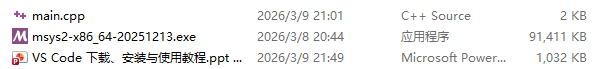 main.cpp 2026/3/9 21:01 C++ Source 2 KB
msys2-x86_64-20251213.exe 2026/3/8 20:44 应用程序 91,411 KB
VS Code 下载、安装与使用教程.ppt ... 2026/3/9 21:49 Microsoft Power... 1,032 KB